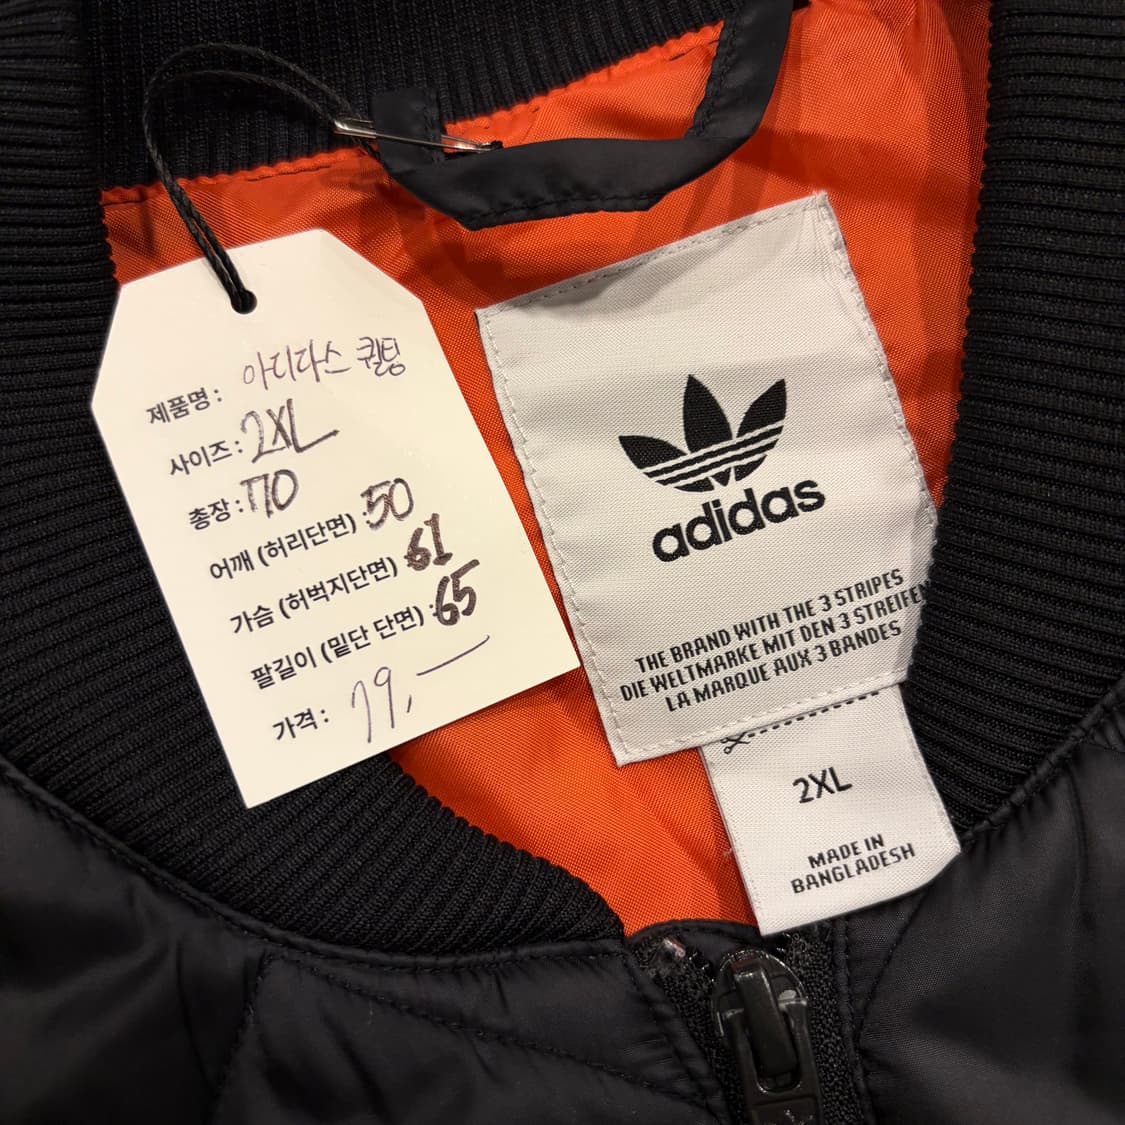 제품명 : 아디다스 퀼팅
사이즈 : 2XL
총장 : 70
어깨 (허리단면) : 50
가슴 (허벅지단면) : 61
팔길이 (밑단 단면) : 65
가격 : 79,—
adidas
THE BRAND WITH THE 3 STRIPES
DIE WELTMARKE MIT DEN 3 STREIFEN
LA MARQUE AUX 3 BANDES
2XL
MADE IN
BANGLADESH